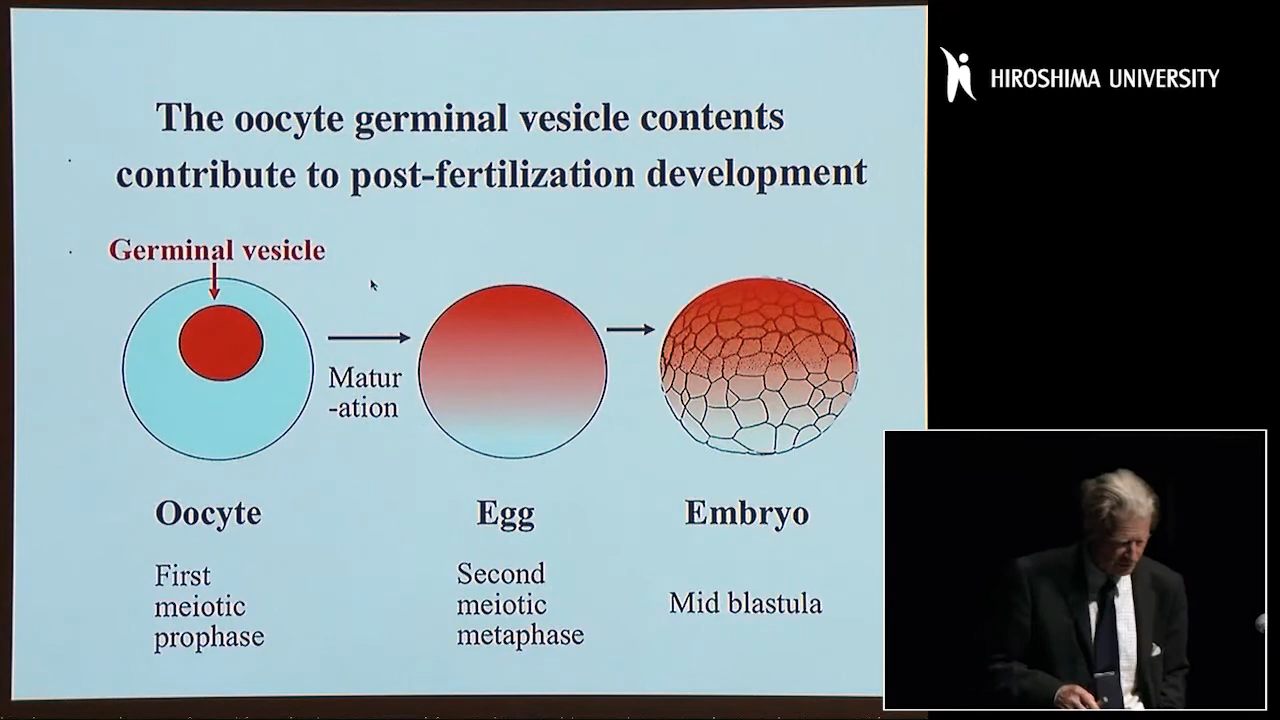 The oocyte germinal vesicle contents
contribute to post-fertilization development
Germinal vesicle
Matur
-ation
Oocyte
Egg
Embryo
First
meiotic
prophase
Second
meiotic
metaphase
Mid blastula
HIROSHIMA UNIVERSITY